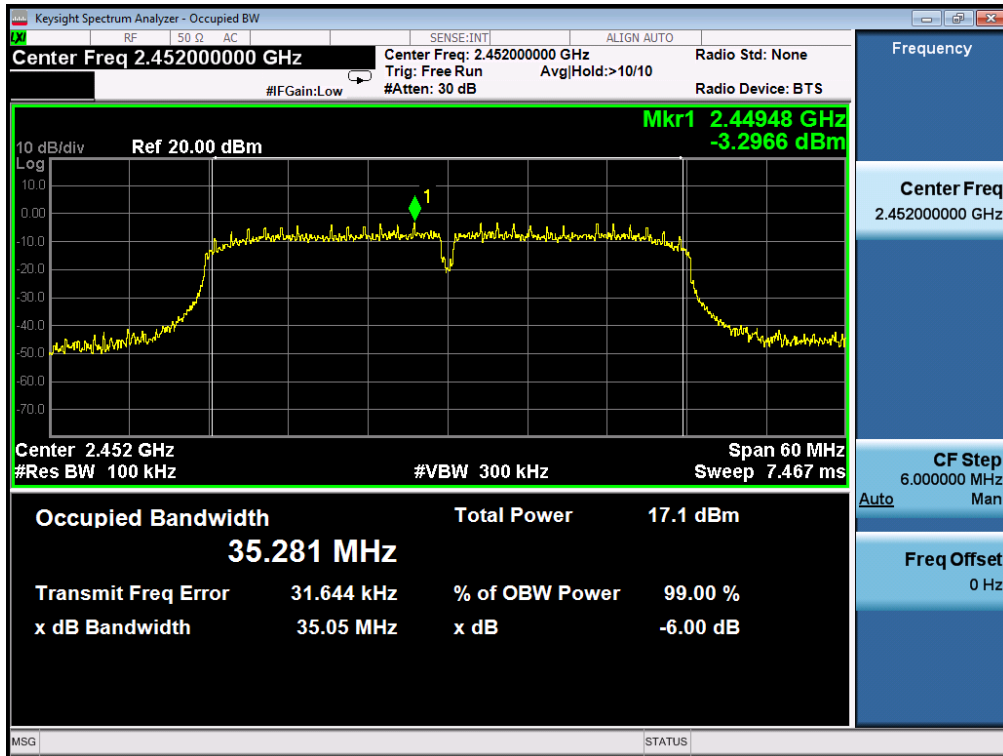 Keysight Spectrum Analyzer - Occupied BW
LXI RF 50 Ω AC SENSE:INT ALIGN AUTO
Center Freq 2.452000000 GHz
Center Freq: 2.452000000 GHz Radio Std: None
Trig: Free Run Avg|Hold:>10/10
#IFGain:Low #Atten: 30 dB Radio Device: BTS
Mkr1 2.44948 GHz
10 dB/div Ref 20.00 dBm -3.2966 dBm
Log
10.0
0.00
-10.0
-20.0
-30.0
-40.0
-50.0
-60.0
-70.0
1
Center 2.452 GHz Span 60 MHz
#Res BW 100 kHz #VBW 300 kHz Sweep 7.467 ms
Occupied Bandwidth Total Power 17.1 dBm
35.281 MHz
Transmit Freq Error 31.644 kHz % of OBW Power 99.00 %
x dB Bandwidth 35.05 MHz x dB -6.00 dB
MSG STATUS
Frequency
Center Freq
2.452000000 GHz
CF Step
6.000000 MHz
Auto Man
Freq Offset
0 Hz